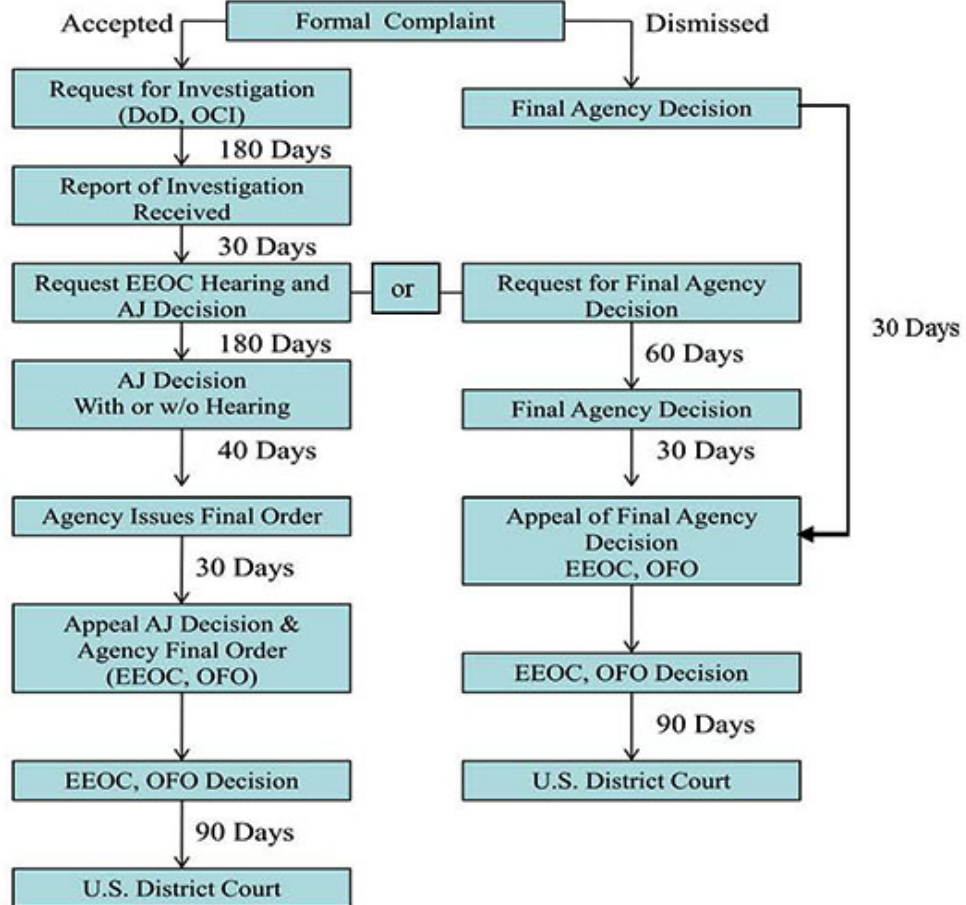 Accepted
Formal Complaint
Dismissed
Request for Investigation
(DoD, OCI)
Final Agency Decision
180 Days
Report of Investigation
Received
30 Days
Request EEOC Hearing and
AJ Decision
or
Request for Final Agency
Decision
30 Days
180 Days
60 Days
AJ Decision
With or w/o Hearing
Final Agency Decision
40 Days
30 Days
Agency Issues Final Order
Appeal of Final Agency
Decision
EEOC, OFO
30 Days
Appeal AJ Decision &
Agency Final Order
(EEOC, OFO)
EEOC, OFO Decision
90 Days
EEOC, OFO Decision
U.S. District Court
90 Days
U.S. District Court